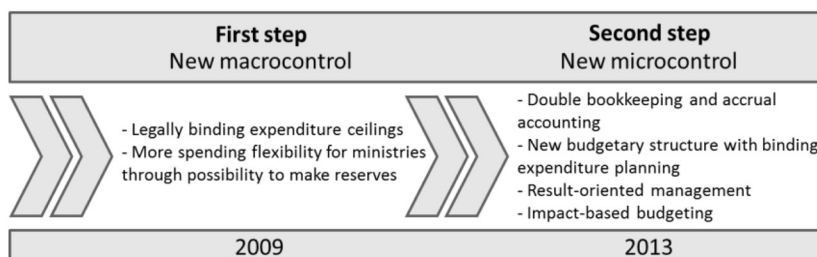 First step
New macrocontrol
Second step
New microcontrol
- Legally binding expenditure ceilings
- More spending flexibility for ministries
through possibility to make reserves
- Double bookkeeping and accrual
accounting
- New budgetary structure with binding
expenditure planning
- Result-oriented management
- Impact-based budgeting
2009
2013